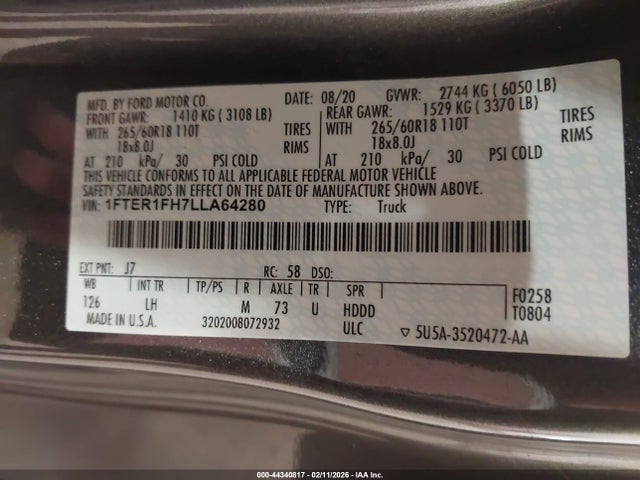 MFD. BY FORD MOTOR CO. DATE: 08/20 GVWR: 2744 KG ( 6050 LB)
FRONT GAWR: 1410 KG ( 3108 LB) REAR GAWR: 1529 KG ( 3370 LB)
WITH 265/60R18 110T TIRES WITH 265/60R18 110T TIRES
18x8.0J RIMS 18x8.0J RIMS
AT 210 kPa/ 30 PSI COLD AT 210 kPa/ 30 PSI COLD
THIS VEHICLE CONFORMS TO ALL APPLICABLE FEDERAL MOTOR VEHICLE
SAFETY STANDARDS IN EFFECT ON THE DATE OF MANUFACTURE SHOWN ABOVE.
VIN: 1FTER1FH7LLA64280 TYPE: Truck
EXT PNT: J7 RC: 58 DSO:
WB INT TR TP/PS R AXLE TR SPR F0258
126 LH M 73 U HDDD T0804
MADE IN U.S.A. 3202008072932 ULC ▽ 5U5A-3520472-AA
000-44340817 - 02/11/2026 - IAA Inc.